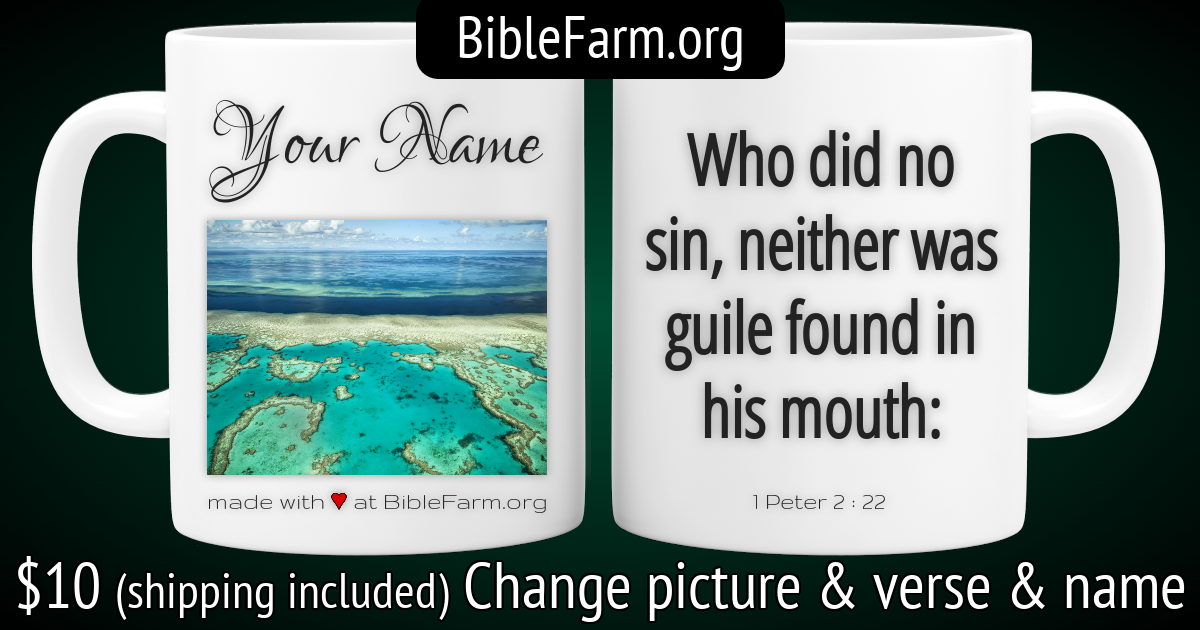 BibleFarm.org
Your Name
made with ♥ at BibleFarm.org
Who did no
sin, neither was
guile found in
his mouth:
1 Peter 2 : 22
$10 (shipping included) Change picture & verse & name